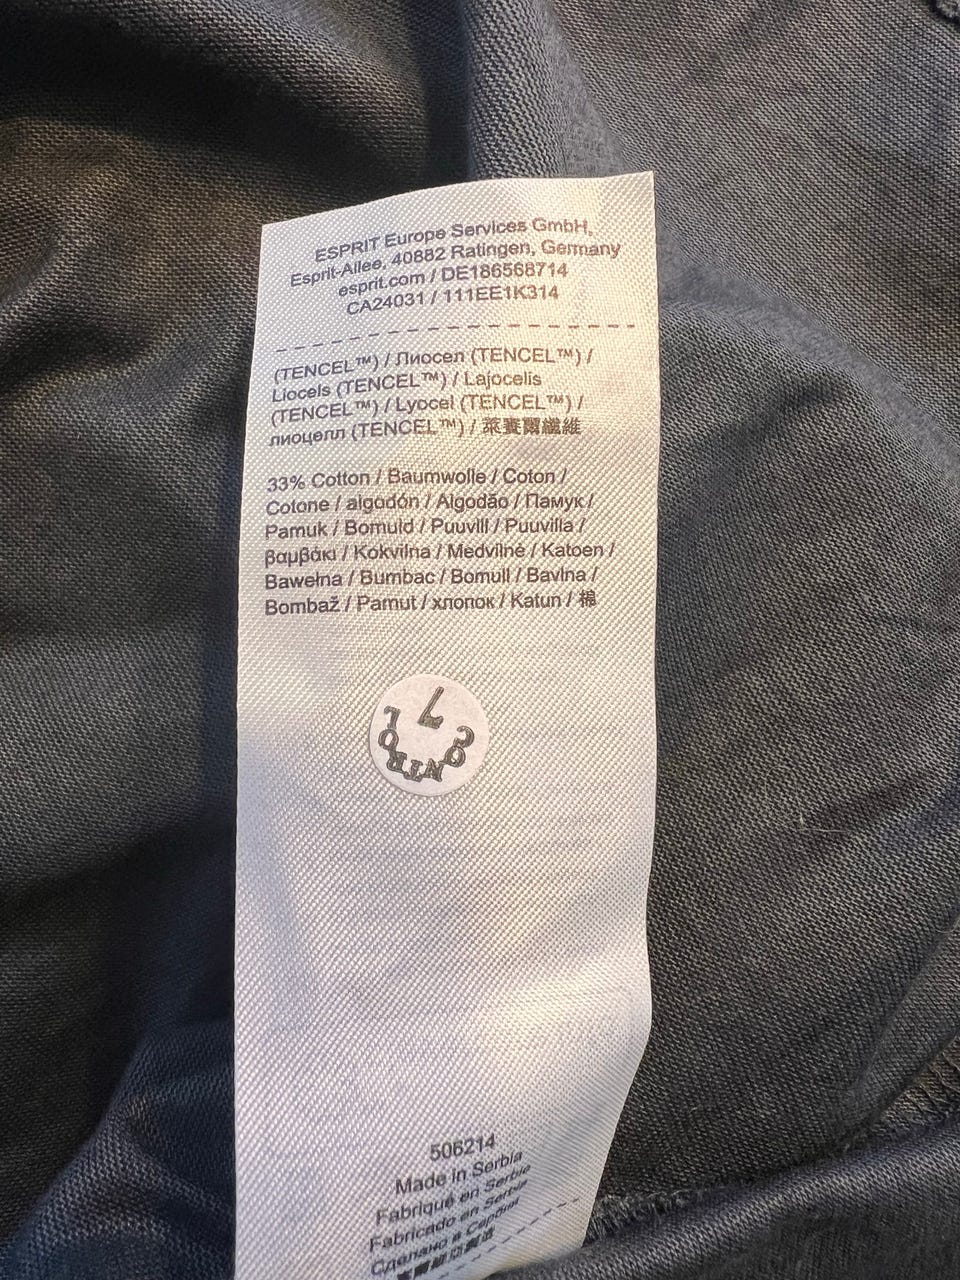 ESPRIT Europe Services GmbH,
Esprit-Allee, 40882 Ratingen, Germany
esprit.com / DE186568714
CA24031 / 111EE1K314
(TENCEL™) / Лиосел (TENCEL™) /
Liocels (TENCEL™) / Lajocelis
(TENCEL™) / Lyocel (TENCEL™) /
лиоцелл (TENCEL™) / 萊賽爾纖維
33% Cotton / Baumwolle / Coton /
Cotone / algodón / Algodão / Памук /
Pamuk / Bomuld / Puuvill / Puuvilla /
βαμβάκι / Kokvilna / Medvilnė / Katoen /
Bawełna / Bumbac / Bomull / Bavlna /
Bombaž / Pamut / хлопок / Katun / 棉
7
CONTROL
506214
Made in Serbia
Fabriqué en Serbie
Fabricado en Serbia
Сделано в Сербии